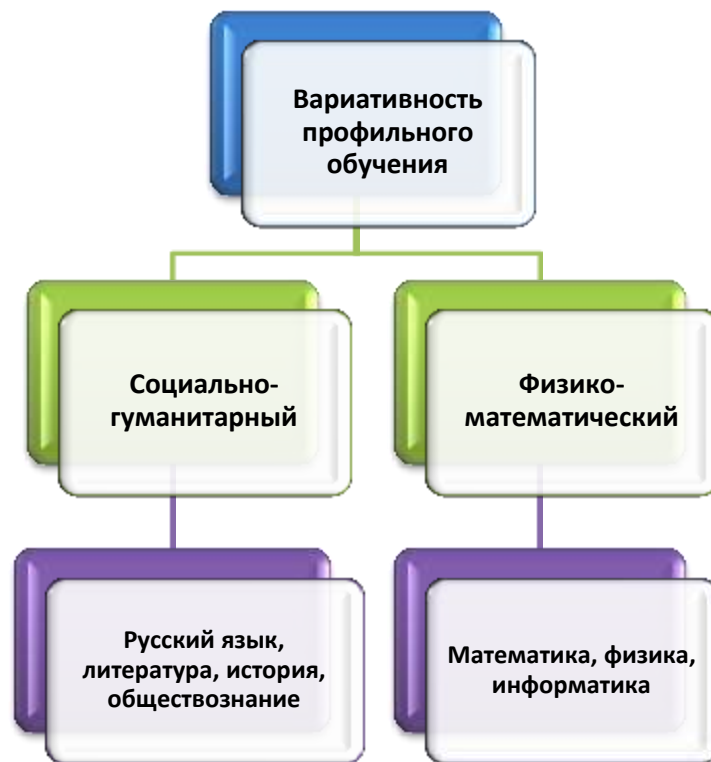 Вариативность
профильного
обучения
Социально-
гуманитарный
Физико-
математический
Русский язык,
литература, история,
обществознание
Математика, физика,
информатика